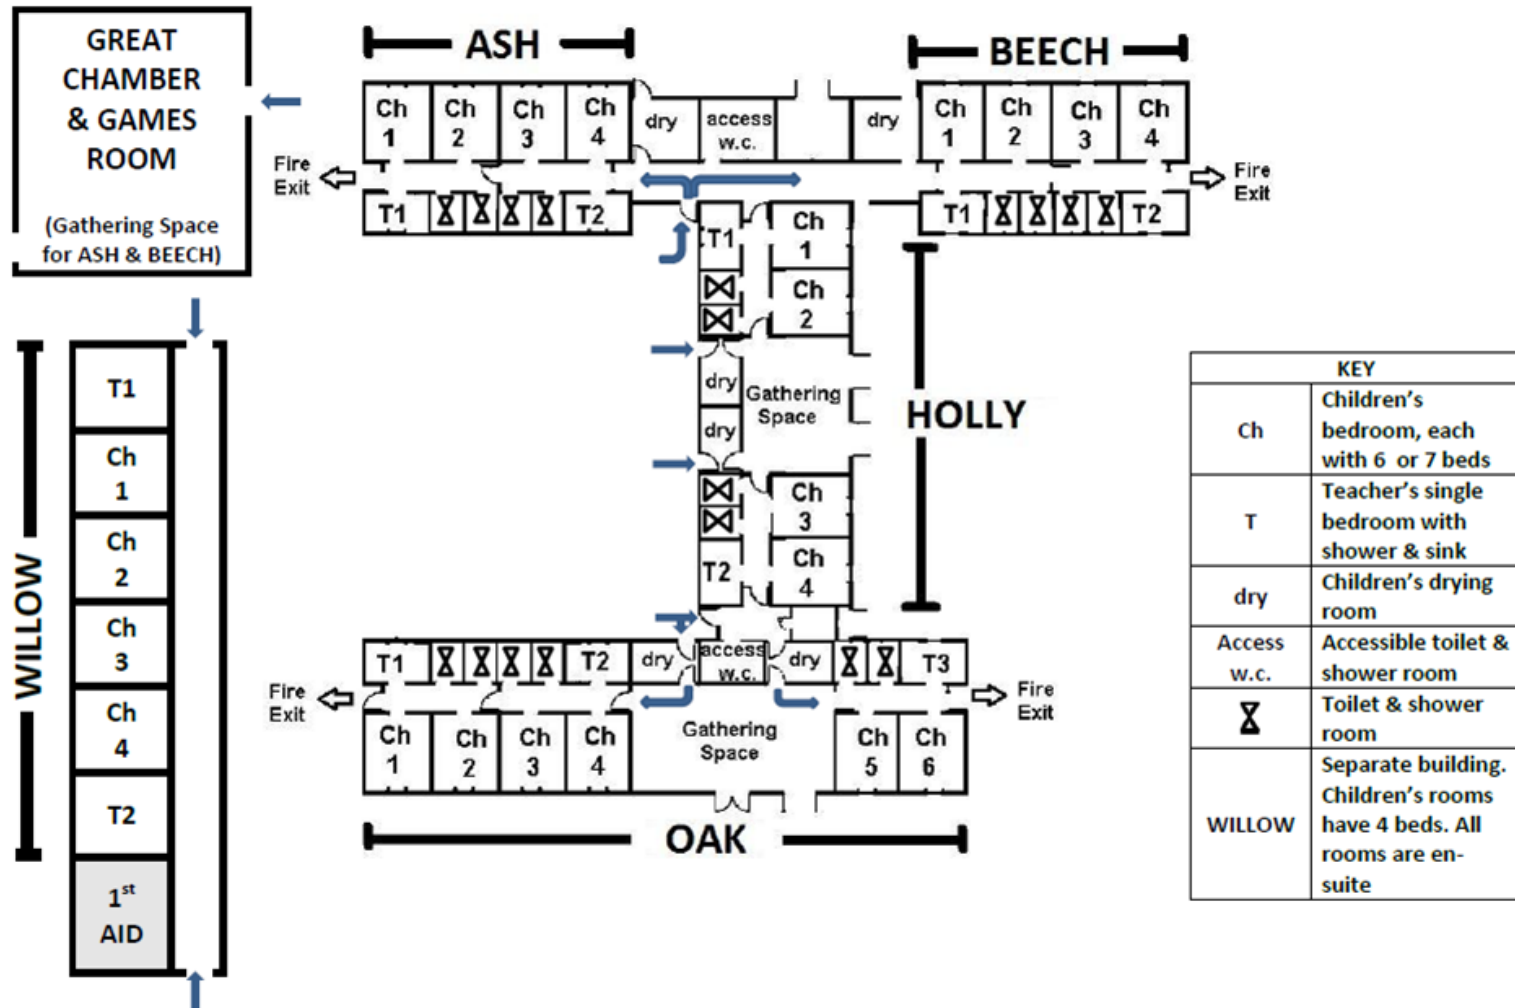 GREAT
CHAMBER
& GAMES
ROOM
(Gathering Space
for ASH & BEECH)
WILLOW
T1
Ch
1
Ch
2
Ch
3
Ch
4
T2
1st
AID
ASH
BEECH
Ch
1
Ch
2
Ch
3
Ch
4
dry
access
w.c.
dry
Ch
1
Ch
2
Ch
3
Ch
4
Fire
Exit
Fire
Exit
T1
T2
T1
T2
T1
Ch
1
Ch
2
dry
Gathering
Space
dry
HOLLY
Ch
3
T2
Ch
4
T1
T2
dry
access
w.c.
dry
T3
Fire
Exit
Fire
Exit
Gathering
Space
Ch
1
Ch
2
Ch
3
Ch
4
Ch
5
Ch
6
OAK
KEY
Ch
Children's
bedroom, each
with 6 or 7 beds
T
Teacher's single
bedroom with
shower & sink
dry
Children's drying
room
Access
w.c.
Accessible toilet &
shower room
Toilet & shower
room
WILLOW
Separate building.
Children's rooms
have 4 beds. All
rooms are en-
suite